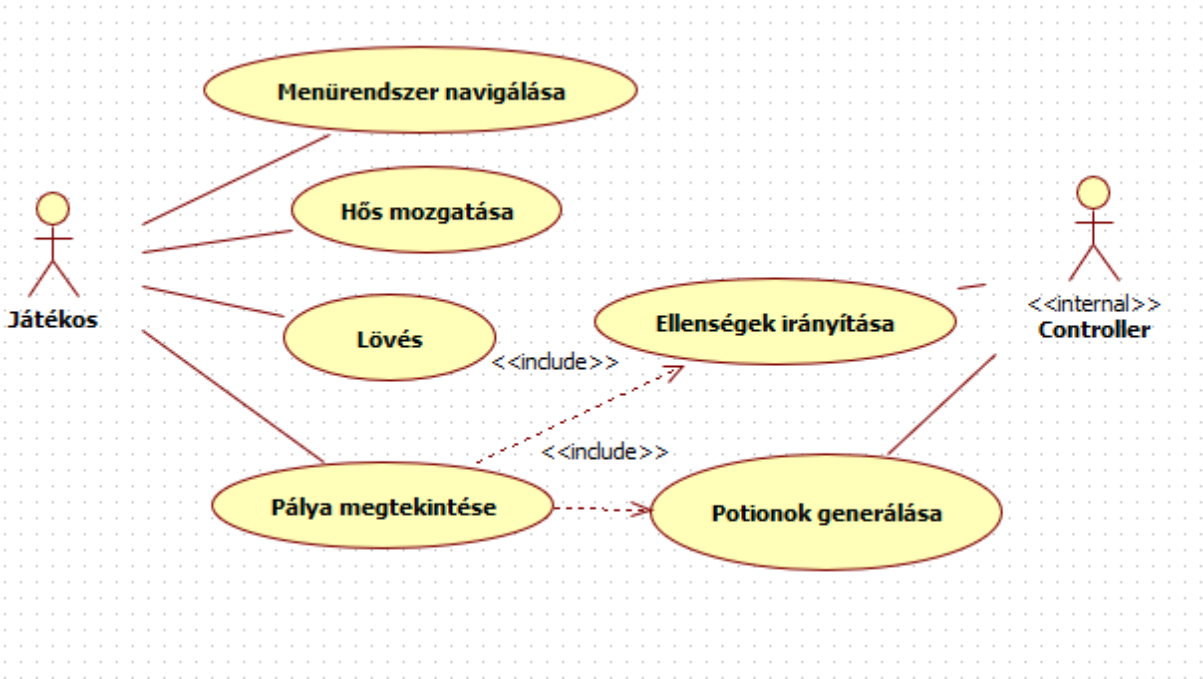 Menürendszer navigálása
Hős mozgatása
Játékos
Lövés
Ellenségek irányítása
<<internal>>
Controller
<<include>>
<<include>>
Pálya megtekintése
Potionok generálása